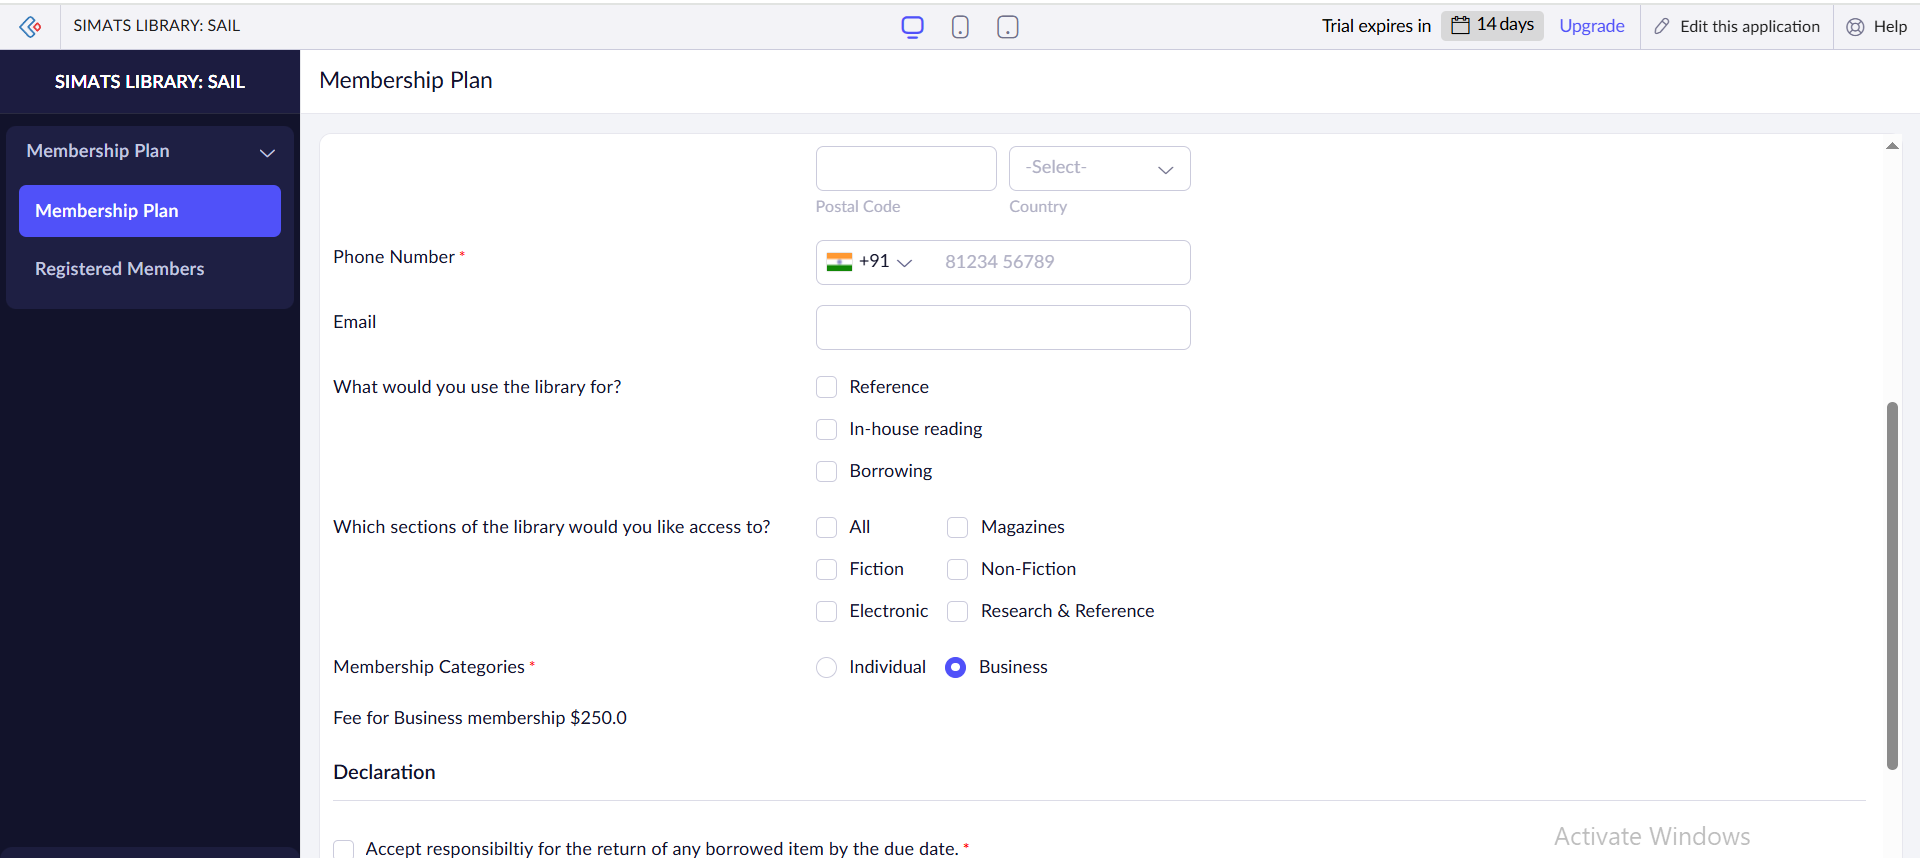 SIMATS LIBRARY: SAIL
Trial expires in 14 days Upgrade Edit this application Help
SIMATS LIBRARY: SAIL
Membership Plan
Membership Plan
Membership Plan
Registered Members
-Select-
Postal Code Country
Phone Number * +91 81234 56789
Email
What would you use the library for? Reference
In-house reading
Borrowing
Which sections of the library would you like access to? All Magazines
Fiction Non-Fiction
Electronic Research & Reference
Membership Categories * Individual Business
Fee for Business membership $250.0
Declaration
Accept responsibiltiy for the return of any borrowed item by the due date. *
Activate Windows